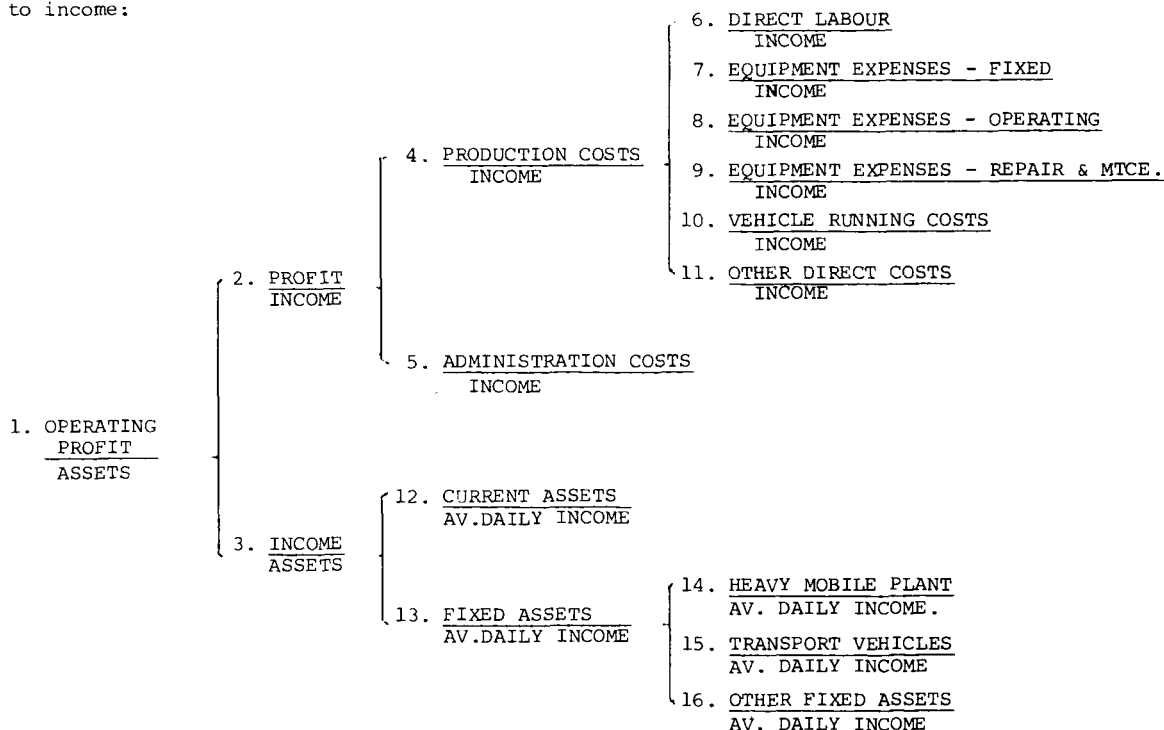 to income:
6. DIRECT LABOUR
INCOME
7. EQUIPMENT EXPENSES - FIXED
INCOME
8. EQUIPMENT EXPENSES - OPERATING
INCOME
9. EQUIPMENT EXPENSES - REPAIR & MTCE.
INCOME
10. VEHICLE RUNNING COSTS
INCOME
11. OTHER DIRECT COSTS
INCOME
4. PRODUCTION COSTS
INCOME
2. PROFIT
INCOME
5. ADMINISTRATION COSTS
INCOME
1. OPERATING
PROFIT
ASSETS
12. CURRENT ASSETS
AV.DAILY INCOME
3. INCOME
ASSETS
13. FIXED ASSETS
AV.DAILY INCOME
14. HEAVY MOBILE PLANT
AV. DAILY INCOME.
15. TRANSPORT VEHICLES
AV. DAILY INCOME
16. OTHER FIXED ASSETS
AV. DAILY INCOME